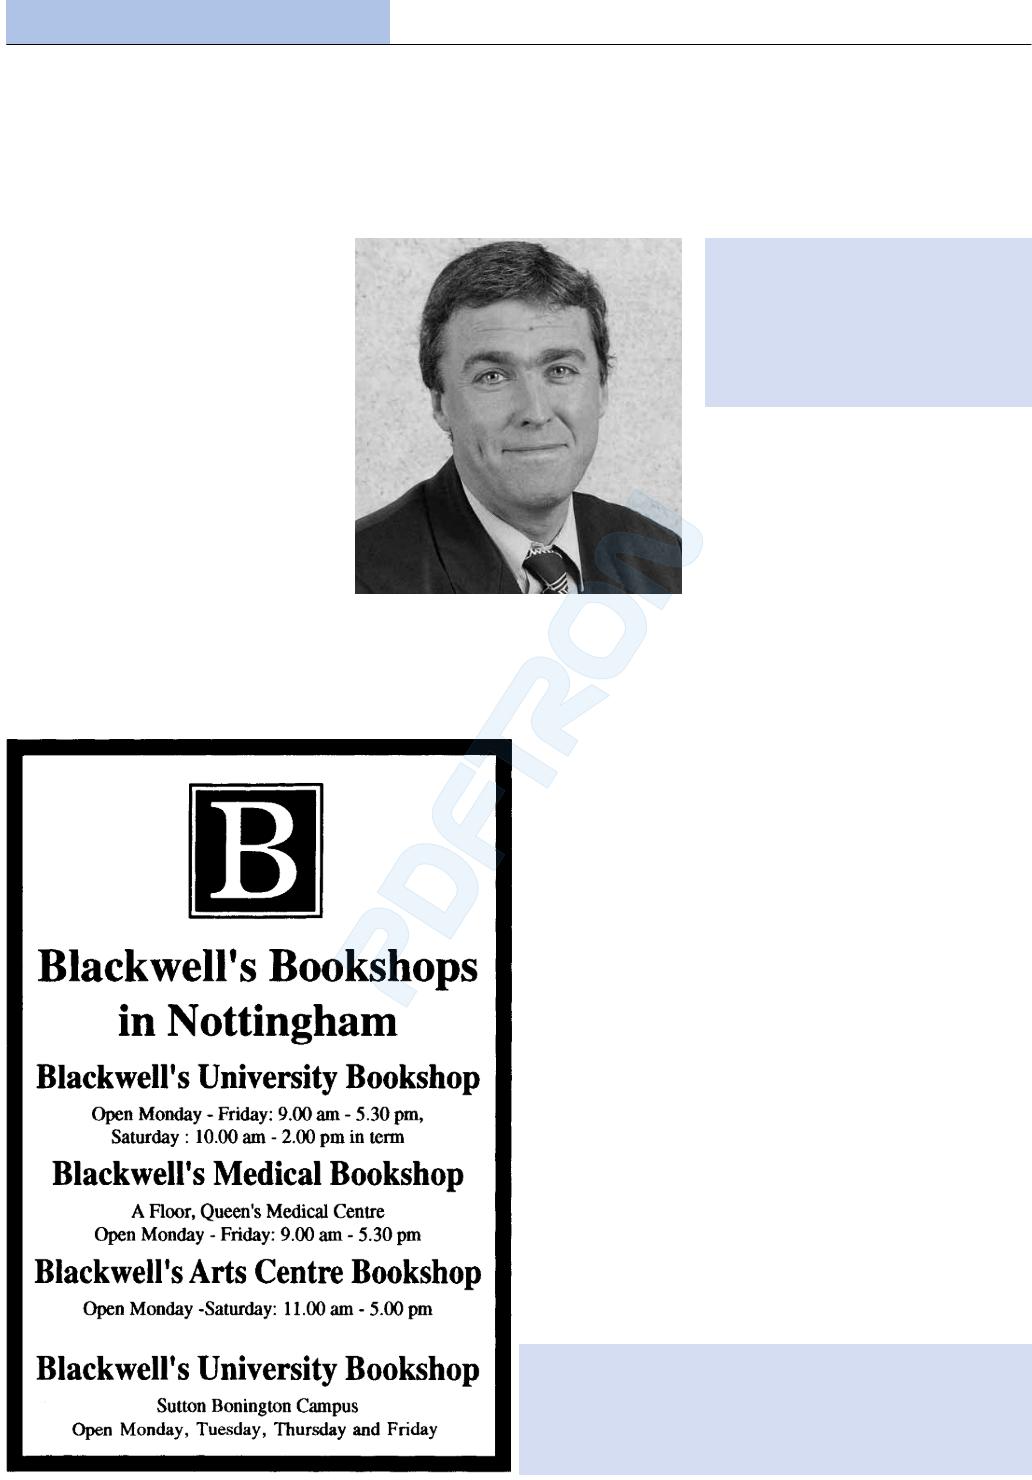 PDFTRON
B
Blackwell's Bookshops
in Nottingham
Blackwell's University Bookshop
Open Monday - Friday: 9.00 am - 5.30 pm,
Saturday : 10.00 am - 2.00 pm in term
Blackwell's Medical Bookshop
A Floor, Queen's Medical Centre
Open Monday - Friday: 9.00 am - 5.30 pm
Blackwell's Arts Centre Bookshop
Open Monday -Saturday: 11.00 am - 5.00 pm
Blackwell's University Bookshop
Sutton Bonington Campus
Open Monday, Tuesday, Thursday and Friday